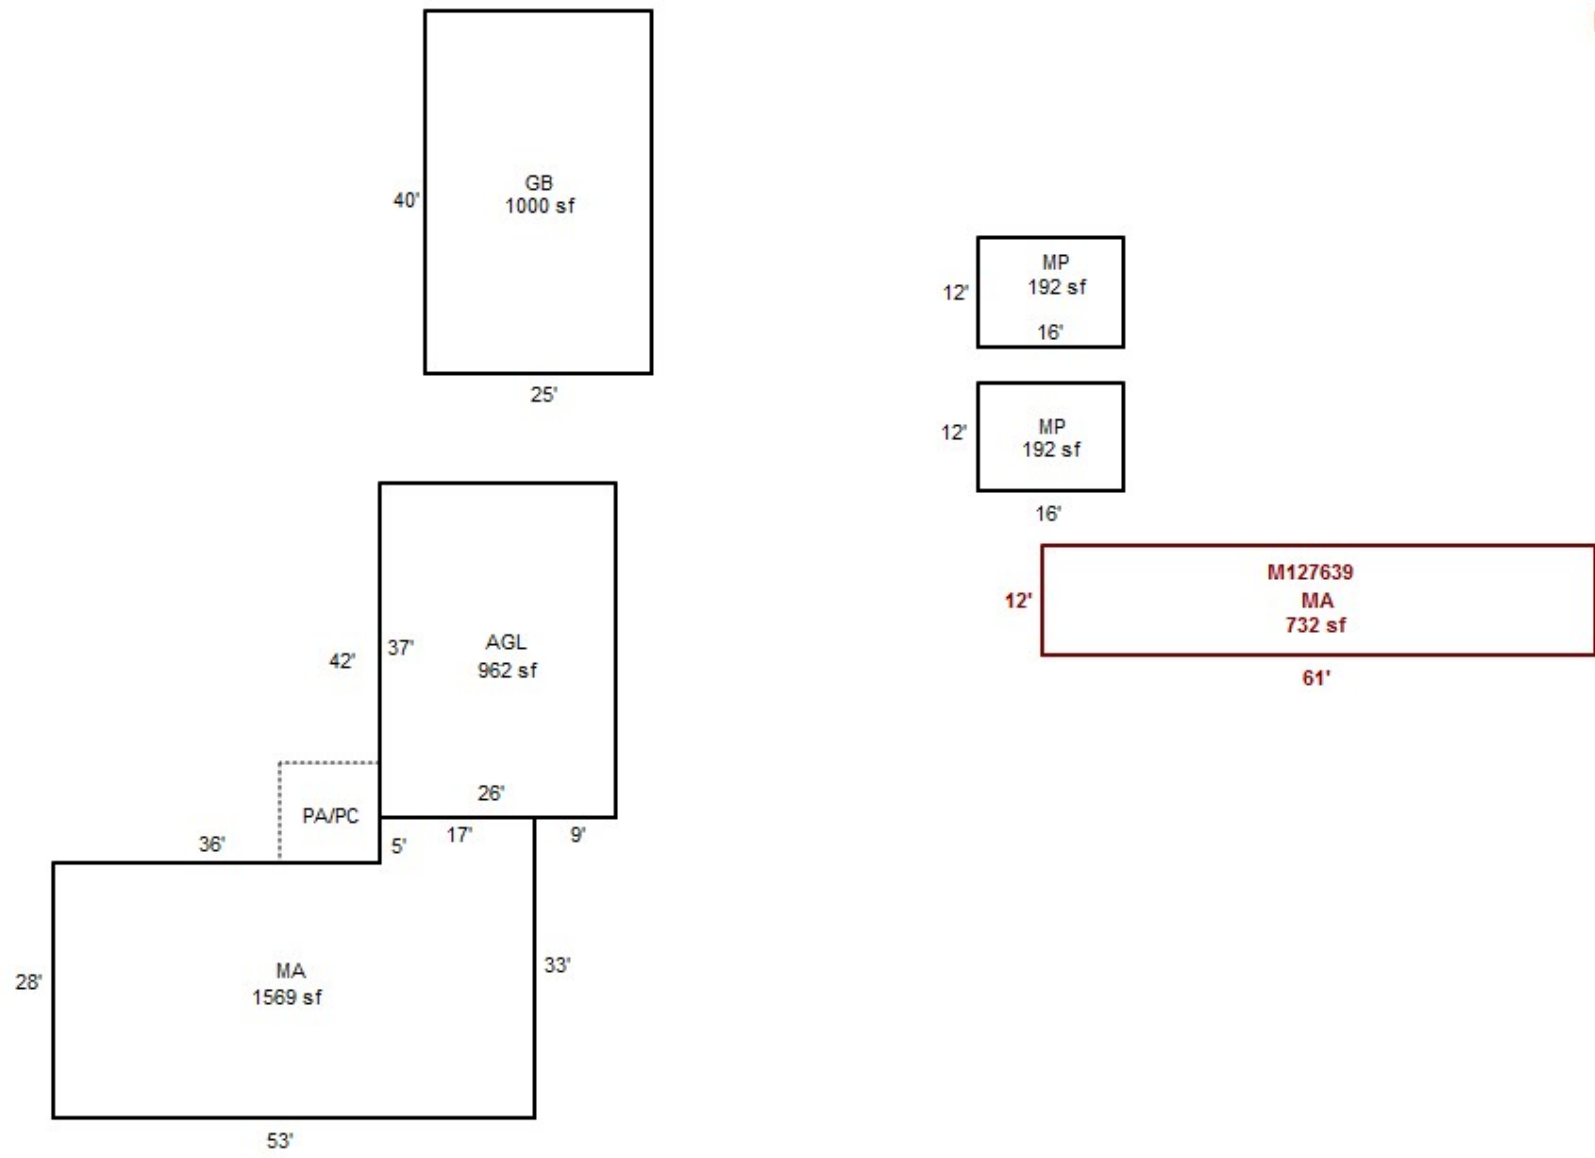 GB
1000 sf
40'
25'
MP
192 sf
12'
16'
MP
192 sf
12'
16'
M127639
MA
732 sf
12'
61'
AGL
962 sf
42'
37'
26'
17'
9'
5'
PA/PC
36'
MA
1569 sf
28'
33'
53'